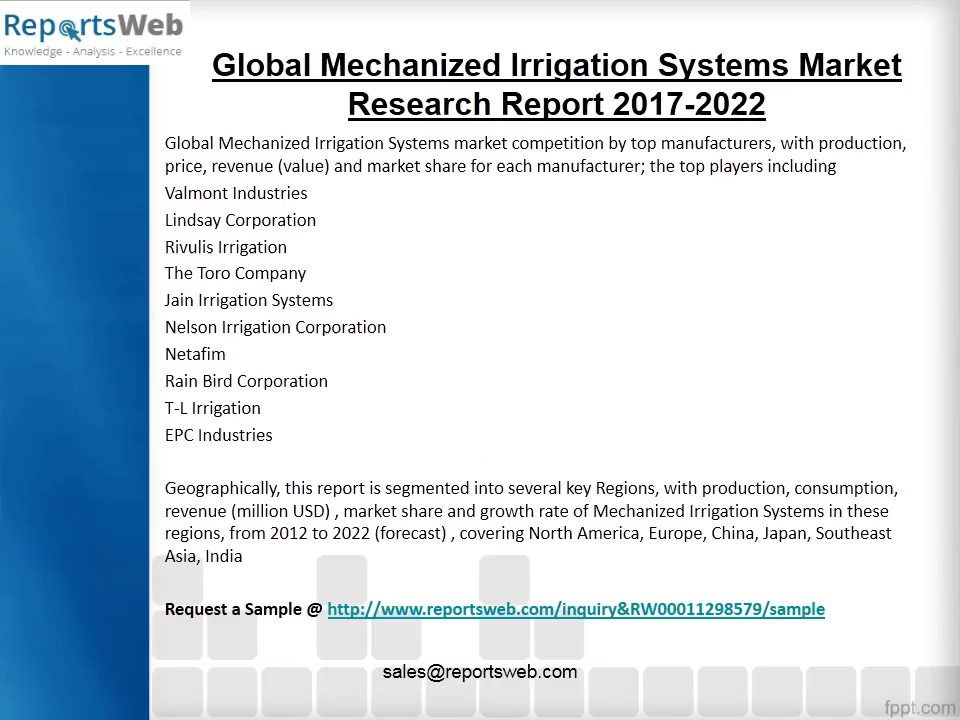 ReportsWeb
Knowledge - Analysis - Excellence
Global Mechanized Irrigation Systems Market
Research Report 2017-2022
Global Mechanized Irrigation Systems market competition by top manufacturers, with production,
price, revenue (value) and market share for each manufacturer; the top players including
Valmont Industries
Lindsay Corporation
Rivulis Irrigation
The Toro Company
Jain Irrigation Systems
Nelson Irrigation Corporation
Netafim
Rain Bird Corporation
T-L Irrigation
EPC Industries
Geographically, this report is segmented into several key Regions, with production, consumption,
revenue (million USD) , market share and growth rate of Mechanized Irrigation Systems in these
regions, from 2012 to 2022 (forecast) , covering North America, Europe, China, Japan, Southeast
Asia, India
Request a Sample @ http://www.reportsweb.com/inquiry&RW00011298579/sample
sales@reportsweb.com
fppt.com